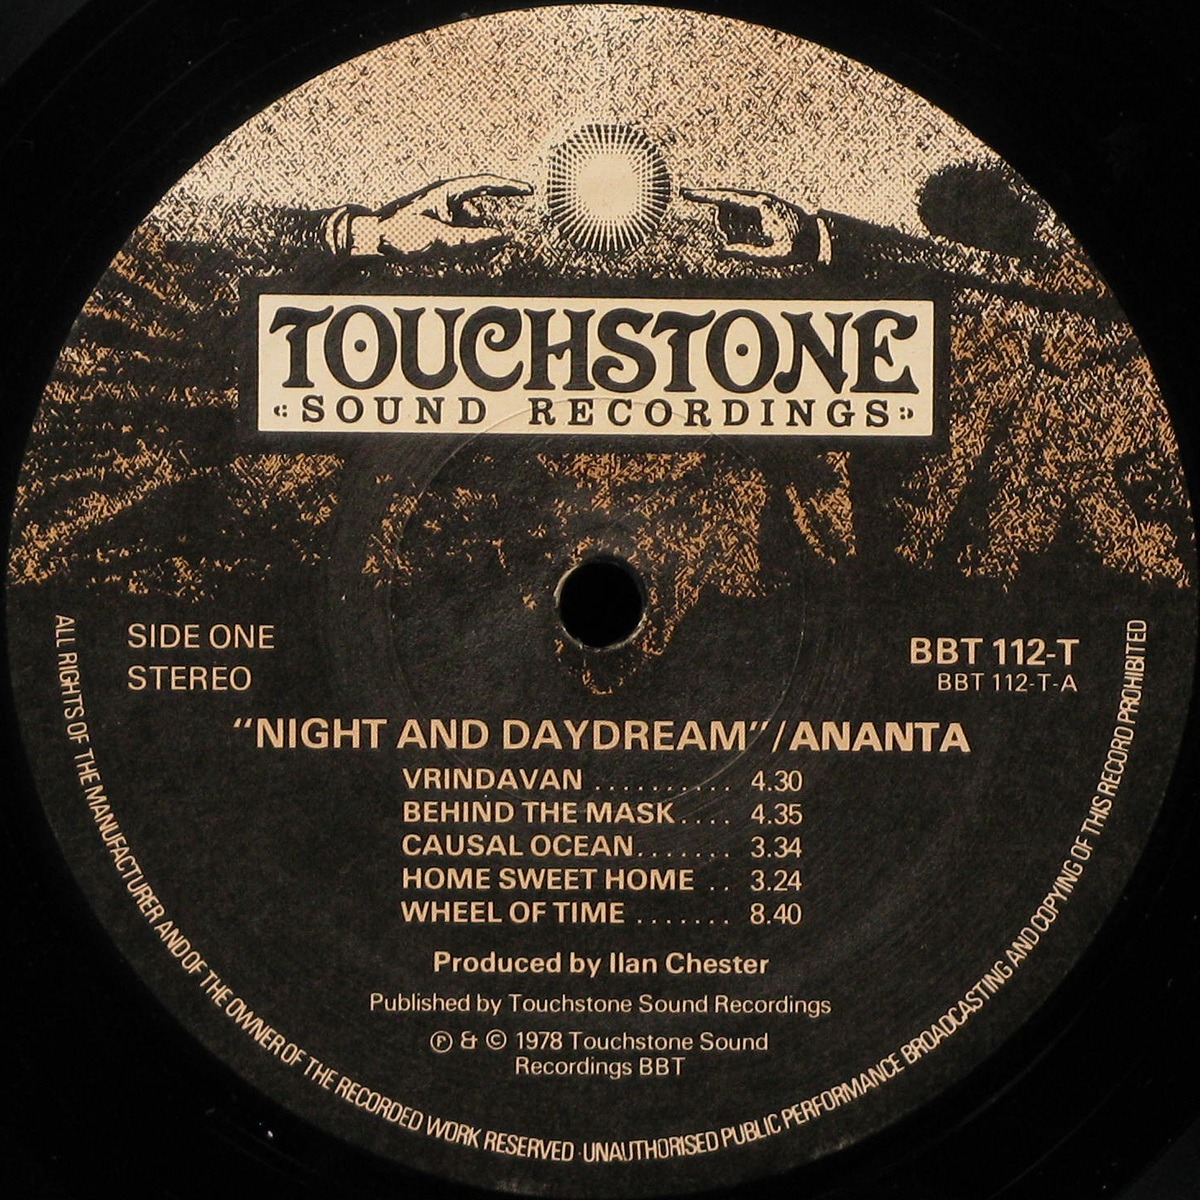 TOUCHSTONE
SOUND RECORDINGS
SIDE ONE
STEREO
BBT 112-T
BBT 112-T-A
"NIGHT AND DAYDREAM"/ANANTA
VRINDAVAN .......... 4.30
BEHIND THE MASK.... 4.35
CAUSAL OCEAN....... 3.34
HOME SWEET HOME .. 3.24
WHEEL OF TIME ....... 8.40
Produced by Ilan Chester
Published by Touchstone Sound Recordings
℗ & © 1978 Touchstone Sound
Recordings BBT
ALL RIGHTS OF THE MANUFACTURER AND OF THE OWNER OF THE RECORDED WORK RESERVED · UNAUTHORISED PUBLIC PERFORMANCE BROADCASTING AND COPYING OF THIS RECORD PROHIBITED